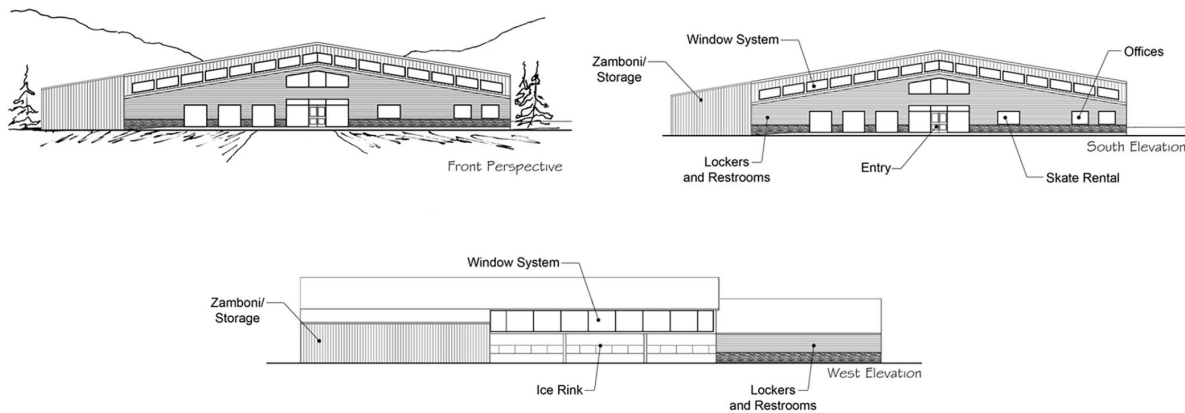 Front Perspective
Window System
Zamboni/
Storage
Offices
Lockers
and Restrooms
Entry
Skate Rental
South Elevation
Window System
Zamboni/
Storage
Ice Rink
Lockers
and Restrooms
West Elevation